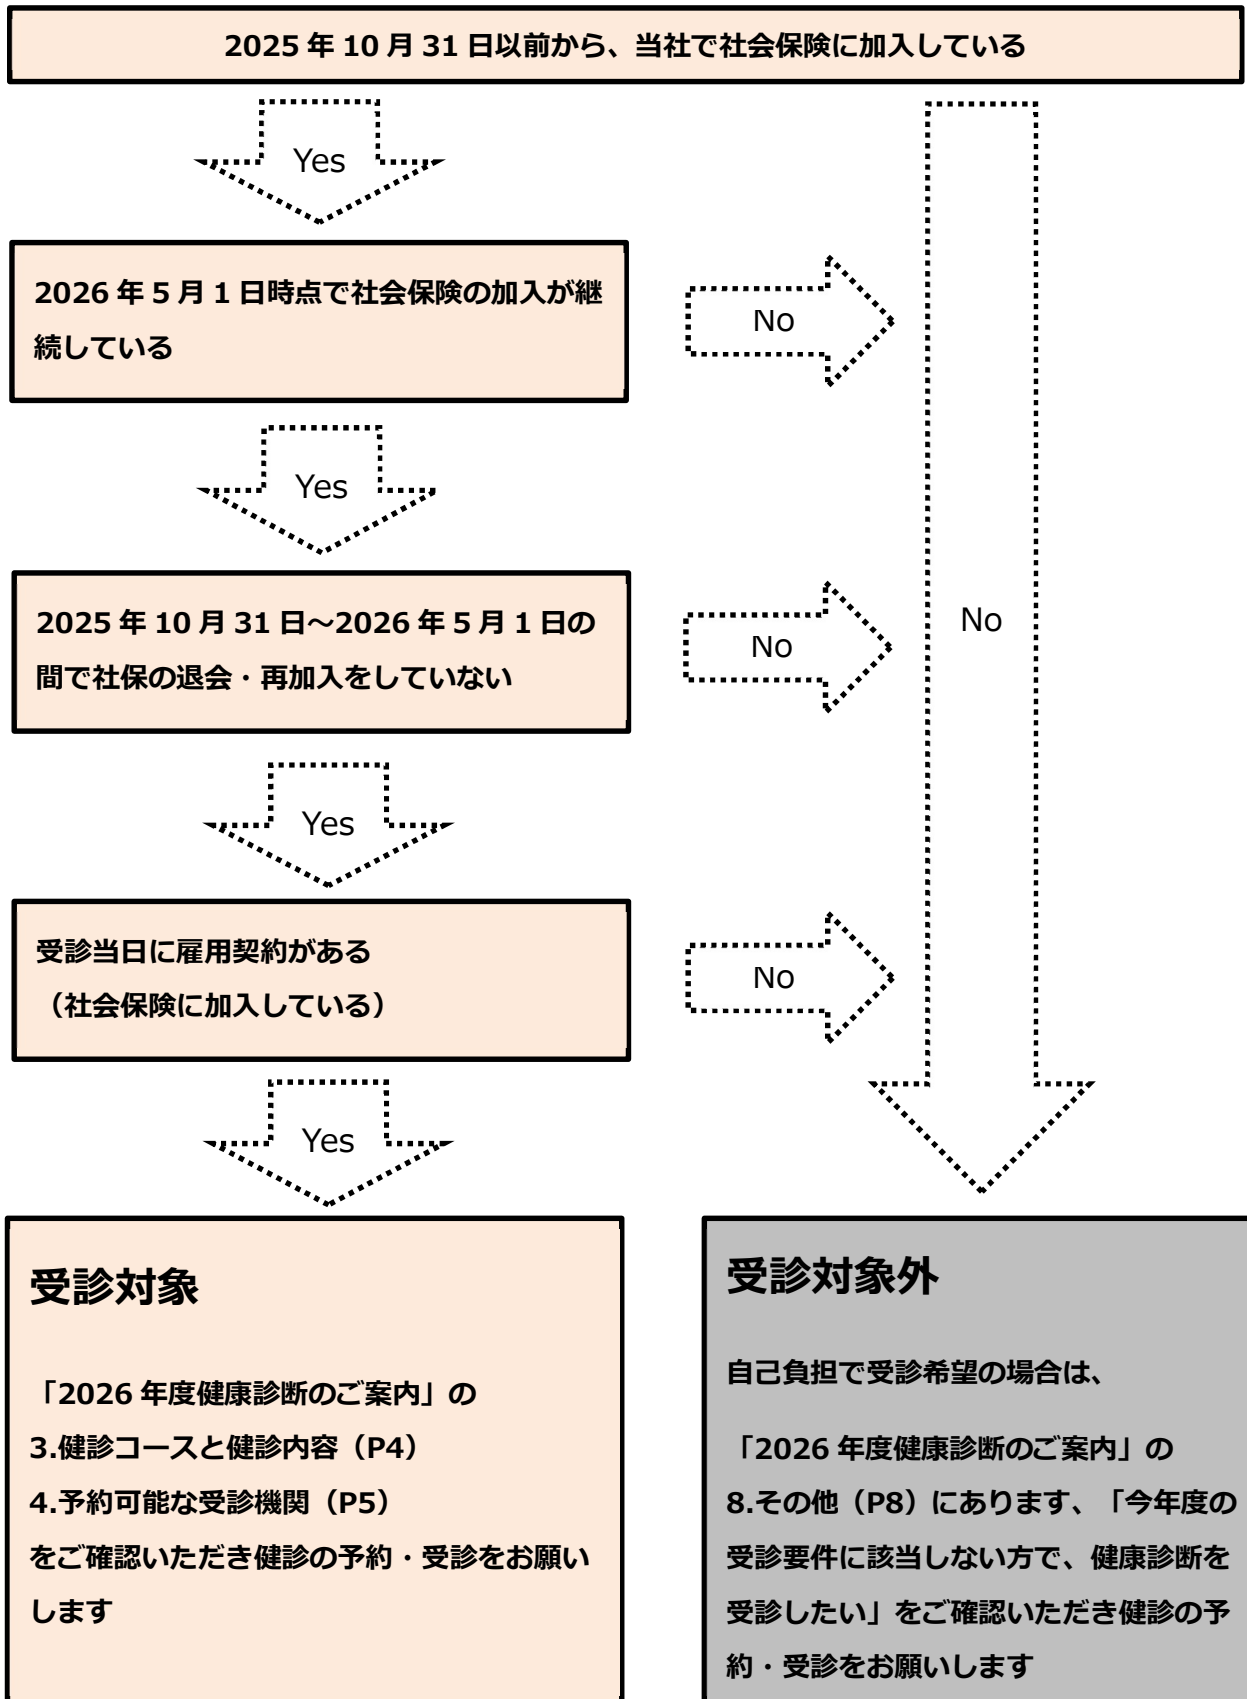 2025 年 10 月 31 日以前から、当社で社会保険に加入している
Yes
2026 年 5 月 1 日時点で社会保険の加入が継
続している
No
Yes
2025 年 10 月 31 日～2026 年 5 月 1 日の
間で社保の退会・再加入をしていない
No
No
Yes
受診当日に雇用契約がある
（社会保険に加入している）
No
Yes
受診対象
「2026 年度健康診断のご案内」の
3.健診コースと健診内容（P4）
4.予約可能な受診機関（P5）
をご確認いただき健診の予約・受診をお願い
します
受診対象外
自己負担で受診希望の場合は、
「2026 年度健康診断のご案内」の
8.その他（P8）にあります、「今年度の
受診要件に該当しない方で、健康診断を
受診したい」をご確認いただき健診の予
約・受診をお願いします